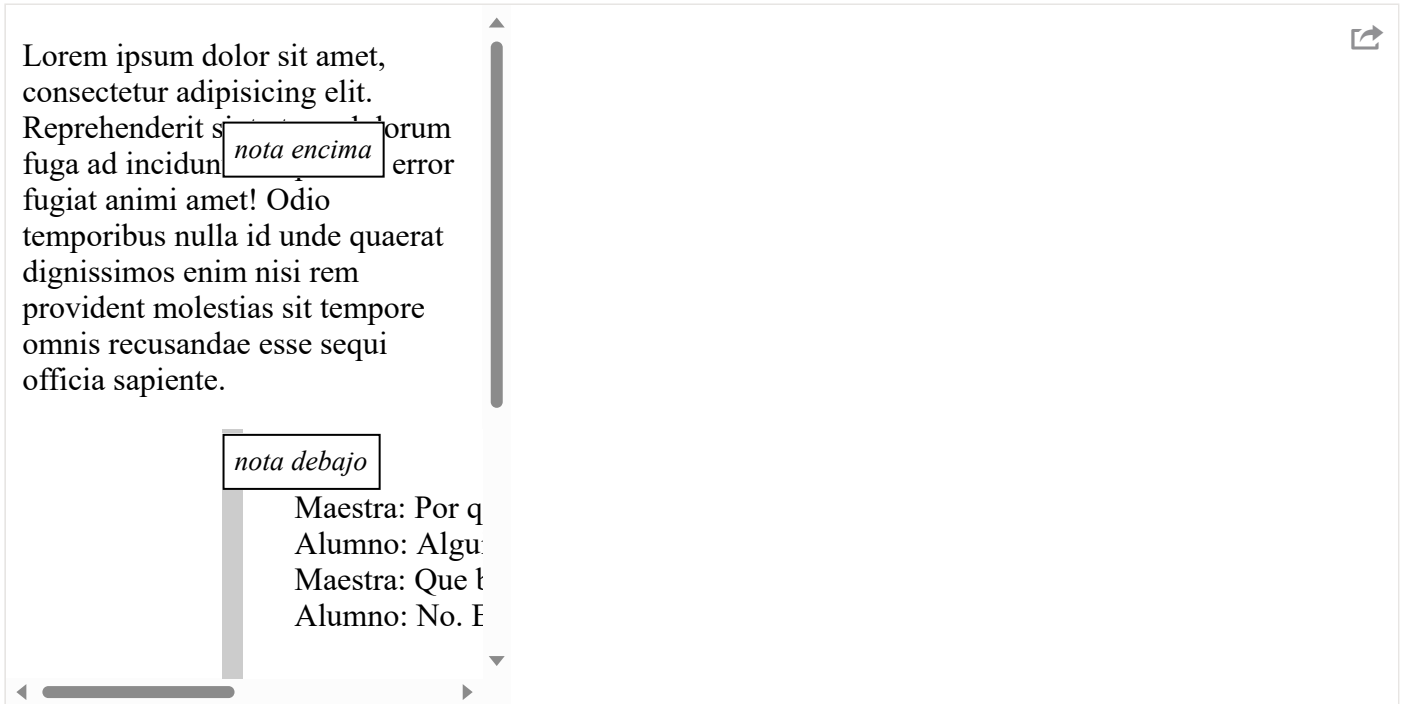 Lorem ipsum dolor sit amet,
consectetur adipisicing elit.
Reprehenderit
nota encima
fuga ad error
fugiat animi amet! Odio
temporibus nulla id unde quaerat
dignissimos enim nisi rem
provident molestias sit tempore
omnis recusandae esse sequi
officia sapiente.
nota debajo
Maestra: Por
Alumno:
Maestra: Que
Alumno: No.